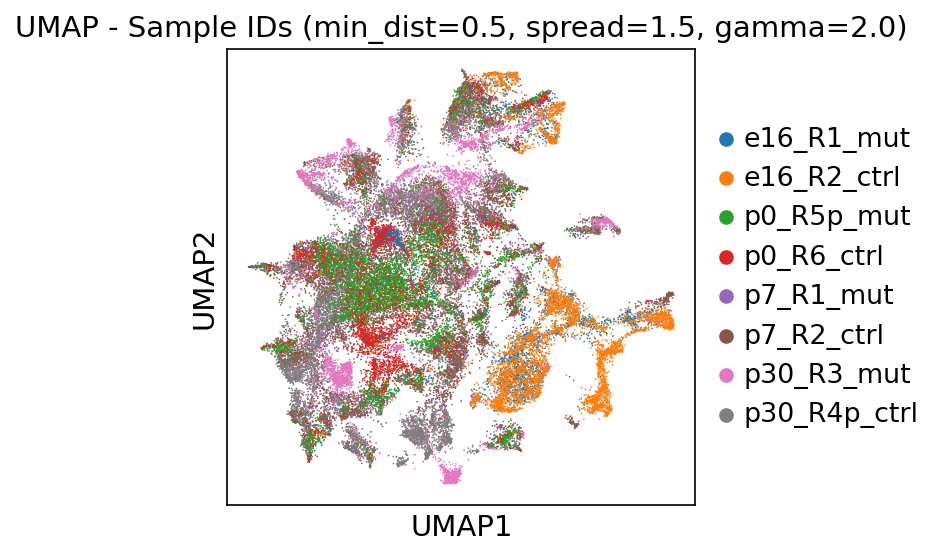 UMAP - Sample IDs (min_dist=0.5, spread=1.5, gamma=2.0)
UMAP2
e16_R1_mut
e16_R2_ctrl
p0_R5p_mut
p0_R6_ctrl
p7_R1_mut
p7_R2_ctrl
p30_R3_mut
p30_R4p_ctrl
UMAP1